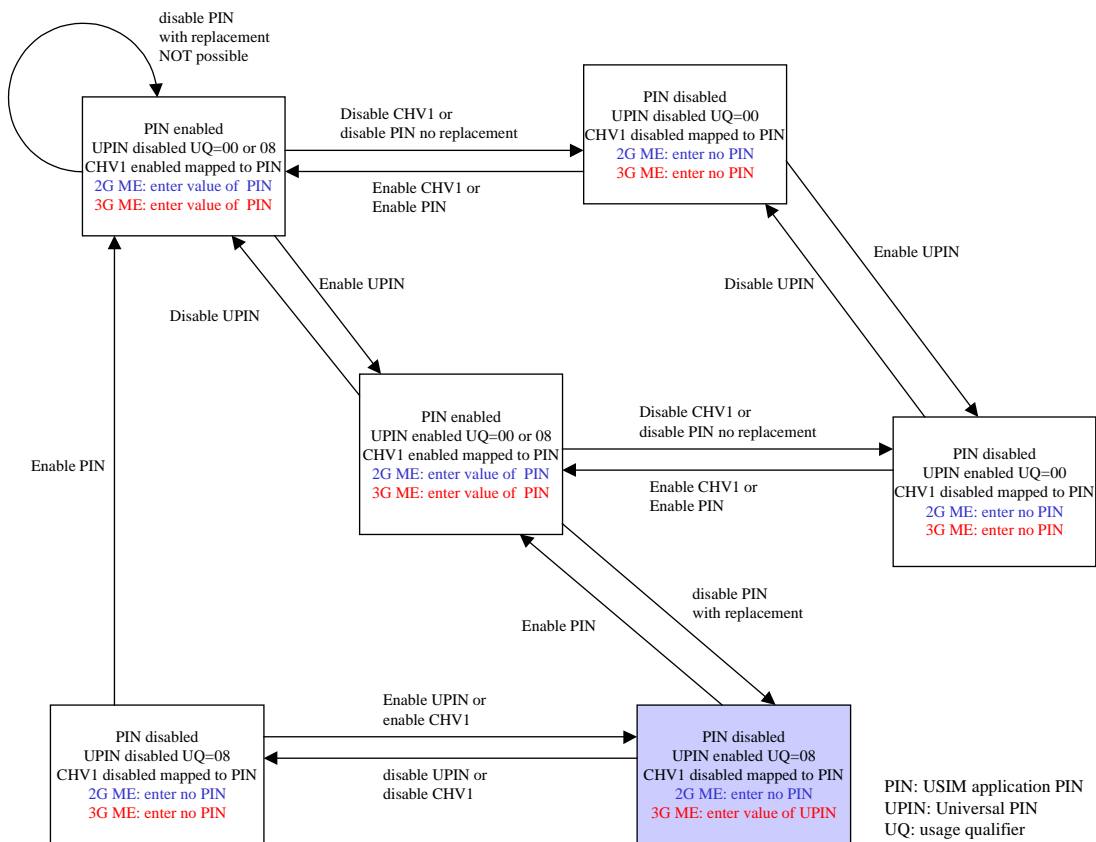 disable PIN
with replacement
NOT possible
PIN enabled
UPIN disabled UQ=00 or 08
CHV1 enabled mapped to PIN
2G ME: enter value of  PIN
3G ME: enter value of  PIN
Disable CHV1 or
disable PIN no replacement
Enable CHV1 or
Enable PIN
PIN disabled
UPIN disabled UQ=00
CHV1 disabled mapped to PIN
2G ME: enter no PIN
3G ME: enter no PIN
Enable UPIN
Disable UPIN
Enable UPIN
Disable UPIN
PIN enabled
UPIN enabled UQ=00 or 08
CHV1 enabled mapped to PIN
2G ME: enter value of  PIN
3G ME: enter value of  PIN
Disable CHV1 or
disable PIN no replacement
Enable CHV1 or
Enable PIN
PIN disabled
UPIN enabled UQ=00
CHV1 disabled mapped to PIN
2G ME: enter no PIN
3G ME: enter no PIN
Enable PIN
disable PIN
with replacement
Enable PIN
PIN disabled
UPIN disabled UQ=08
CHV1 disabled mapped to PIN
2G ME: enter no PIN
3G ME: enter no PIN
Enable UPIN or
enable CHV1
disable UPIN or
disable CHV1
PIN disabled
UPIN enabled UQ=08
CHV1 disabled mapped to PIN
2G ME: enter no PIN
3G ME: enter value of UPIN
PIN: USIM application PIN
UPIN: Universal PIN
UQ: usage qualifier